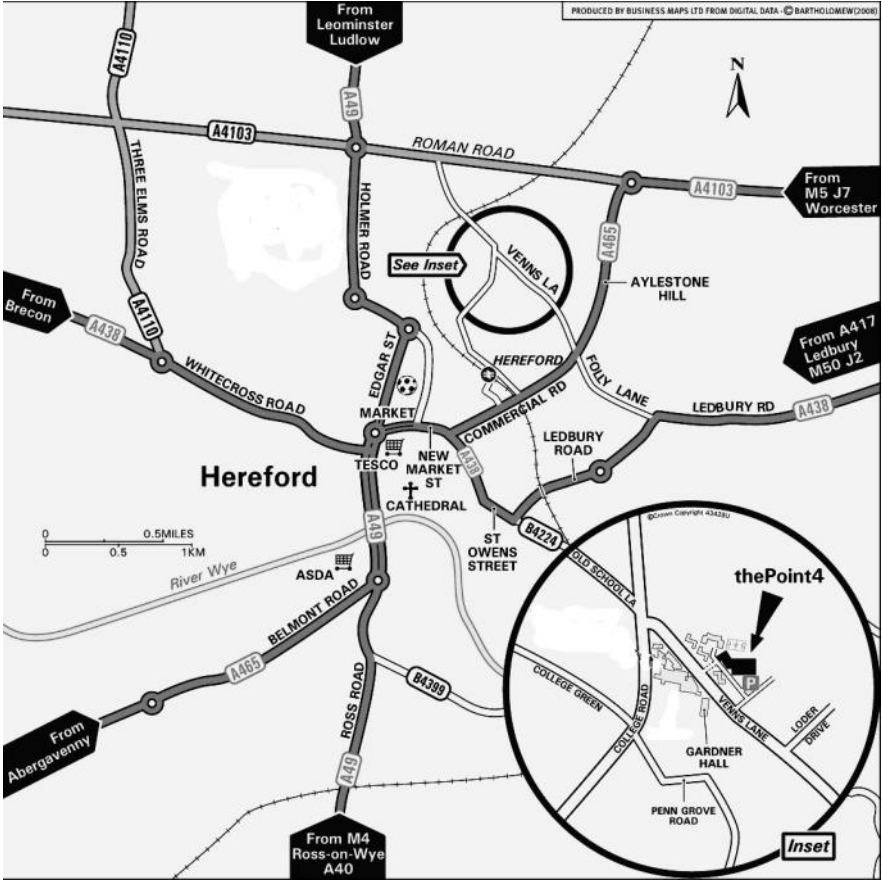 PRODUCED BY BUSINESS MAPS LTD FROM DIGITAL DATA - © BARTHOLOMEW(2008)
From
Leominster
Ludlow
A4110
A49
N
A4103
ROMAN ROAD
THREE ELMS ROAD
HOLMER ROAD
A4103
From
M5 J7
Worcester
A465
See Inset
VENNS LA
AYLESTONE
HILL
From
Brecon
A438
A4110
WHITECROSS ROAD
EDGAR ST
HEREFORD
FOLLY LANE
From A417
Ledbury
M50 J2
MARKET
COMMERCIAL RD
LEDBURY RD
A438
TESCO
NEW
MARKET
ST
A438
LEDBURY
ROAD
Hereford
CATHEDRAL
A49
ST
OWENS
STREET
B4224
0 0.5MILES
0 0.5 1KM
River Wye
ASDA
BELMONT ROAD
A465
From
Abergavenny
ROSS ROAD
B4399
A49
From M4
Ross-on-Wye
A40
©Crown Copyright 43428U
OLD SCHOOL LA
thePoint4
P
COLLEGE GREEN
COLLEGE ROAD
VENNS LANE
LODER
DRIVE
GARDNER
HALL
PENN GROVE
ROAD
Inset